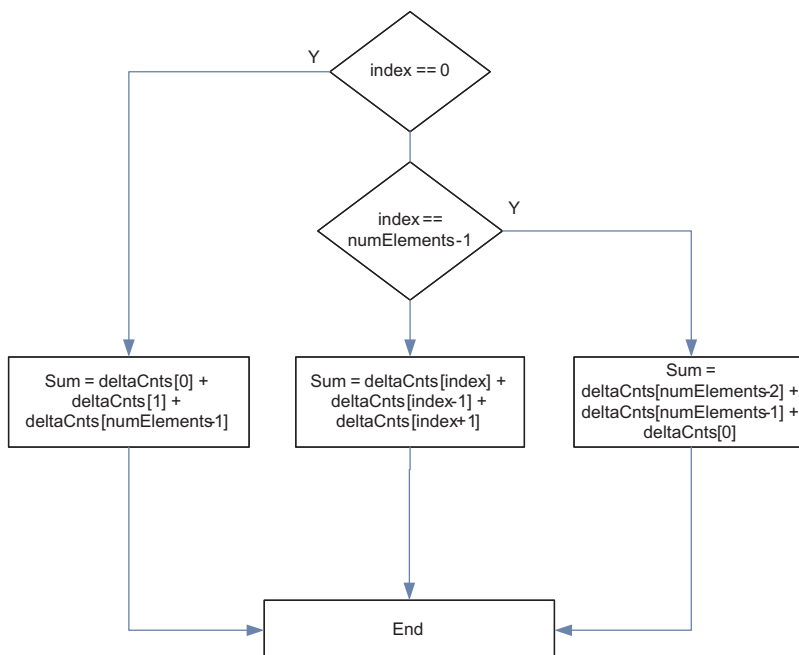 Y
index == 0
index ==
numElements-1
Y
Sum = deltaCnts[0] +
deltaCnts[1] +
deltaCnts[numElements-1]
Sum = deltaCnts[index] +
deltaCnts[index-1] +
deltaCnts[index+1]
Sum =
deltaCnts[numElements-2] +
deltaCnts[numElements-1] +
deltaCnts[0]
End